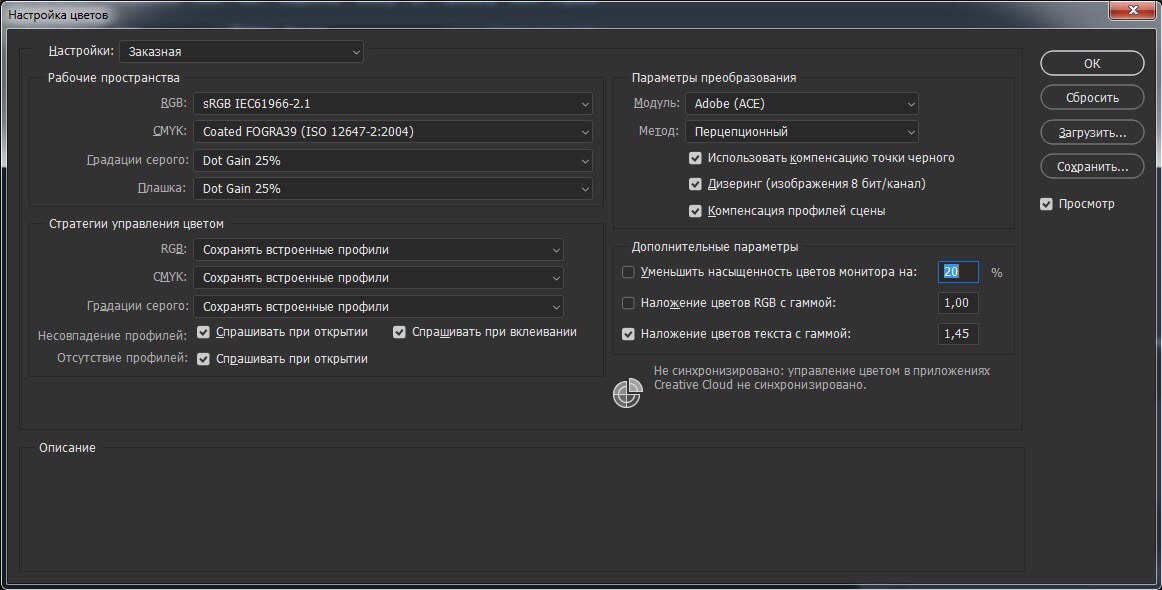 Настройка цветов
Настройки: Заказная
Рабочие пространства
RGB: sRGB IEC61966-2.1
CMYK: Coated FOGRA39 (ISO 12647-2:2004)
Градации серого: Dot Gain 25%
Плашка: Dot Gain 25%
Стратегии управления цветом
RGB: Сохранять встроенные профили
CMYK: Сохранять встроенные профили
Градации серого: Сохранять встроенные профили
Несовпадение профилей: Спрашивать при открытии Спрашивать при вклеивании
Отсутствие профилей: Спрашивать при открытии
Параметры преобразования
Модуль: Adobe (ACE)
Метод: Перцепционный
Использовать компенсацию точки черного
Дизеринг (изображения 8 бит/канал)
Компенсация профилей сцены
Дополнительные параметры
Уменьшить насыщенность цветов монитора на: 20 %
Наложение цветов RGB с гаммой: 1,00
Наложение цветов текста с гаммой: 1,45
Не синхронизировано: управление цветом в приложениях
Creative Cloud не синхронизировано.
ОК
Сбросить
Загрузить...
Сохранить...
Просмотр
Описание